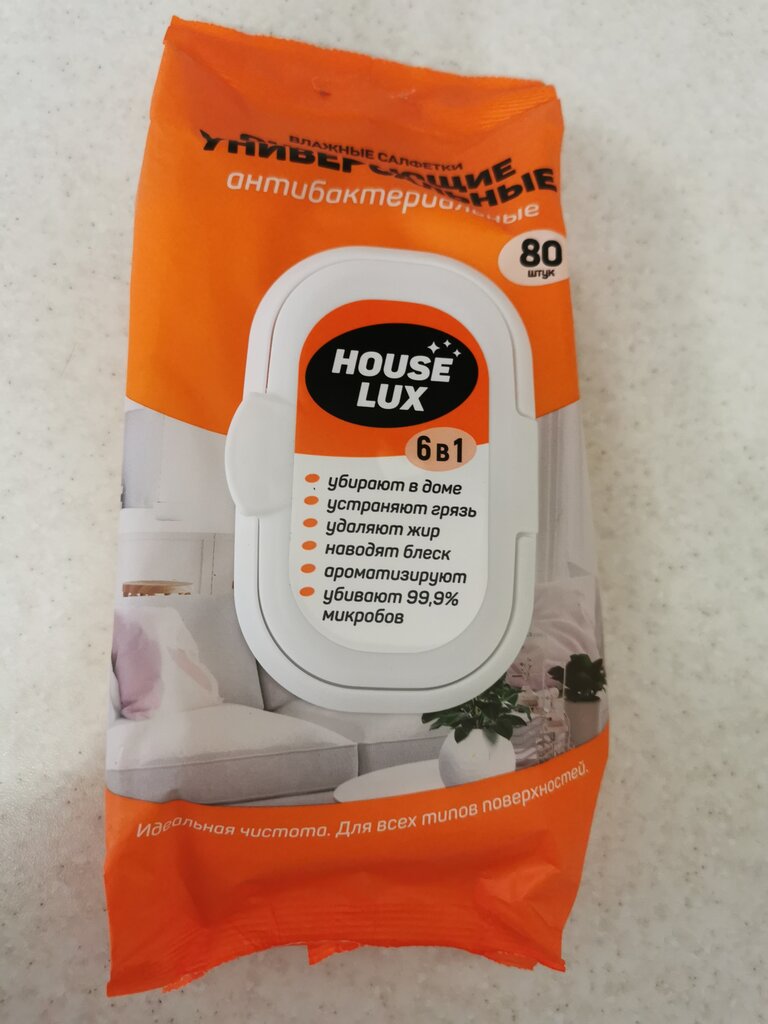 ВЛАЖНЫЕ САЛФЕТКИ
УНИВЕРСАЛЬНЫЕ
антибактериальные
80
штук
HOUSE
LUX
6 в 1
убирают в доме
устраняют грязь
удаляют жир
наводят блеск
ароматизируют
убивают 99,9%
микробов
Идеальная чистота. Для всех типов поверхностей.